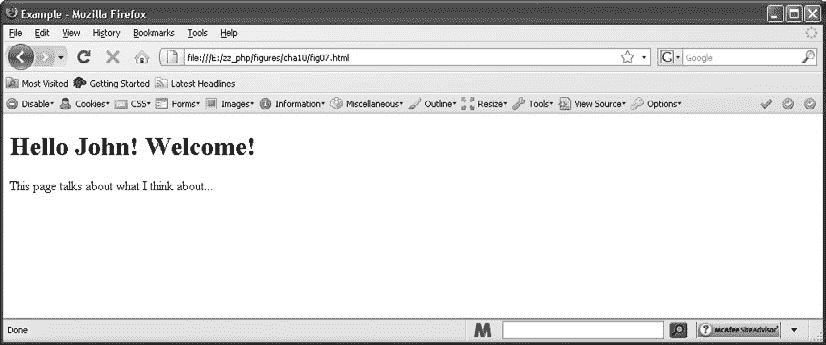 Example - Mozilla Firefox
File Edit View History Bookmarks Tools Help
file:///E:/zz_php/figures/cha10/fig07.html
Google
Most Visited Getting Started Latest Headlines
Disable Cookies CSS Forms Images Information Miscellaneous Outline Resize Tools View Source Options
Hello John! Welcome!
This page talks about what I think about...
Done
McAfee SiteAdvisor